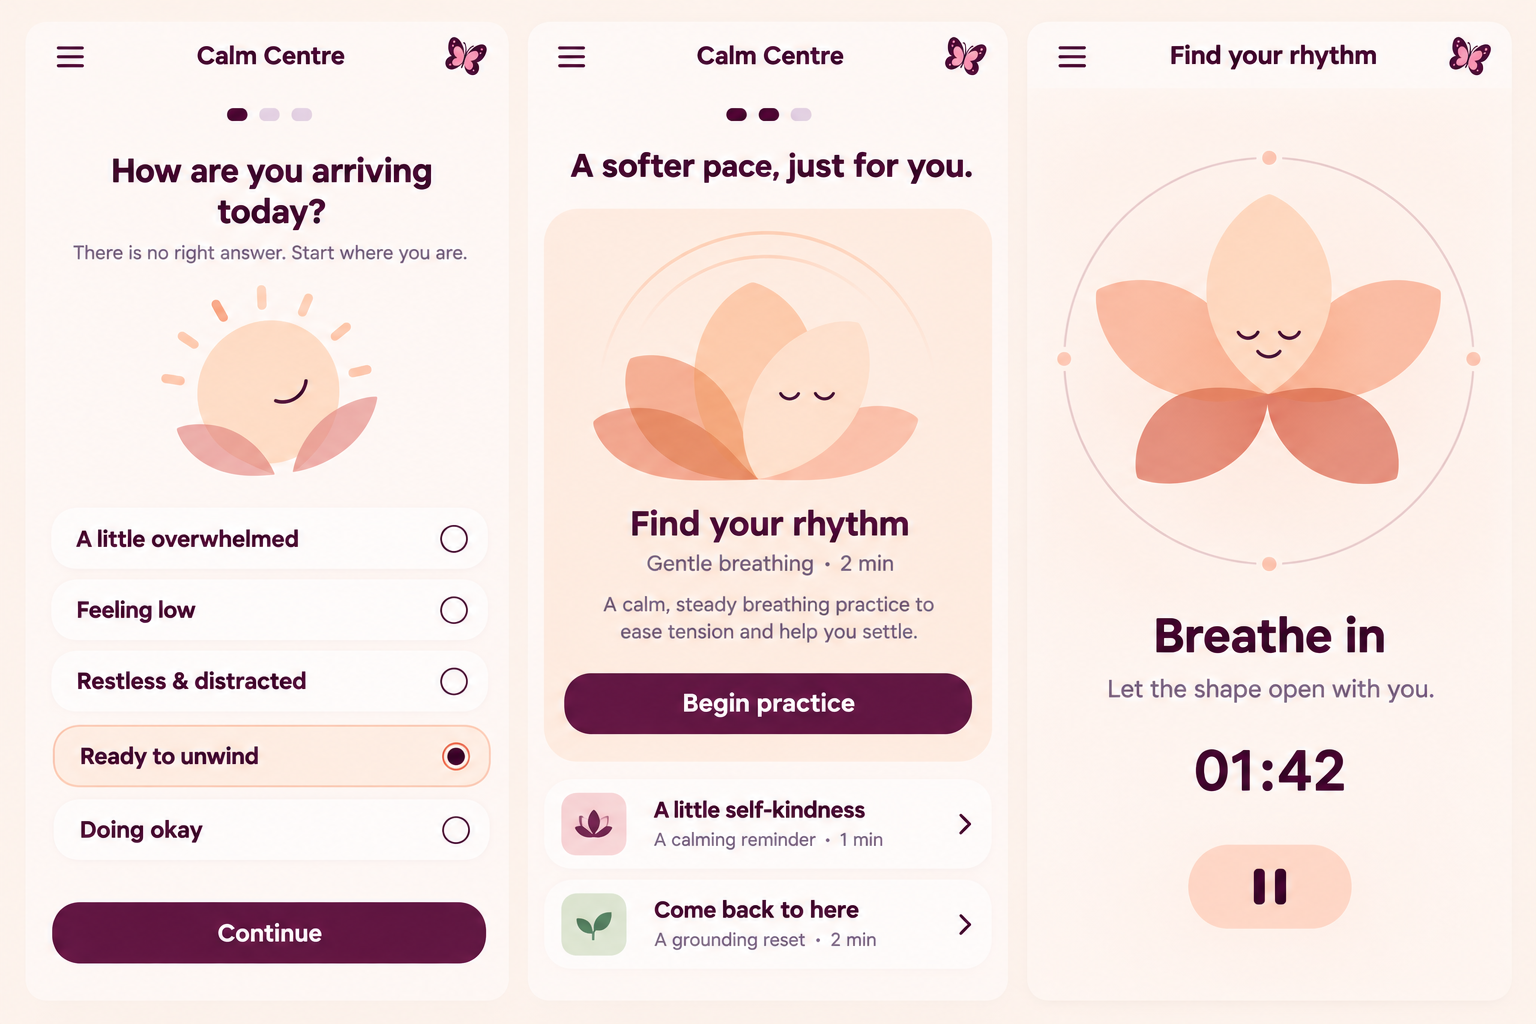 Calm Centre
How are you arriving
today?
There is no right answer. Start where you are.
A little overwhelmed
Feeling low
Restless & distracted
Ready to unwind
Doing okay
Continue
Calm Centre
A softer pace, just for you.
Find your rhythm
Gentle breathing • 2 min
A calm, steady breathing practice to
ease tension and help you settle.
Begin practice
A little self-kindness
A calming reminder • 1 min
Come back to here
A grounding reset • 2 min
Find your rhythm
Breathe in
Let the shape open with you.
01:42